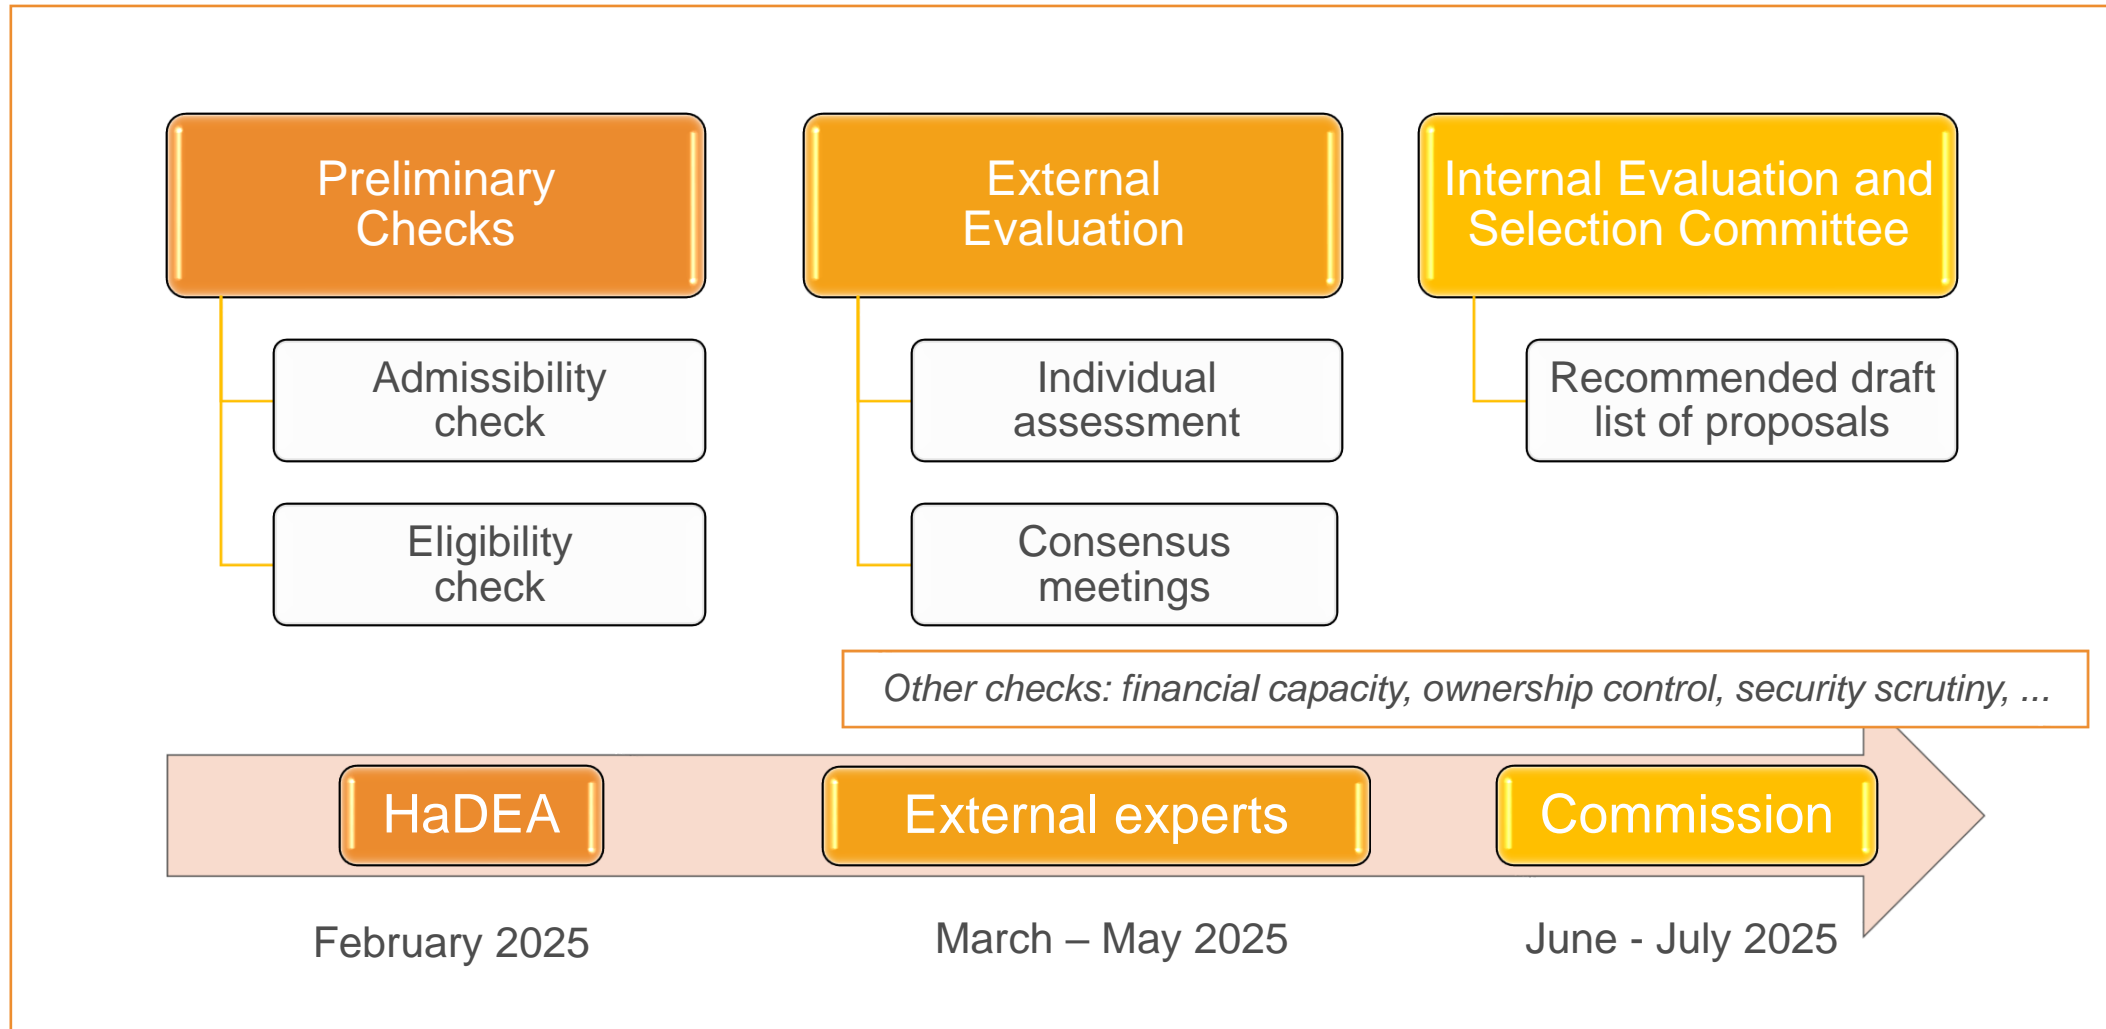 Preliminary
Checks
Admissibility
check
Eligibility
check
External
Evaluation
Individual
assessment
Consensus
meetings
Internal Evaluation and
Selection Committee
Recommended draft
list of proposals
Other checks: financial capacity, ownership control, security scrutiny, ...
HaDEA
External experts
Commission
February 2025
March – May 2025
June - July 2025